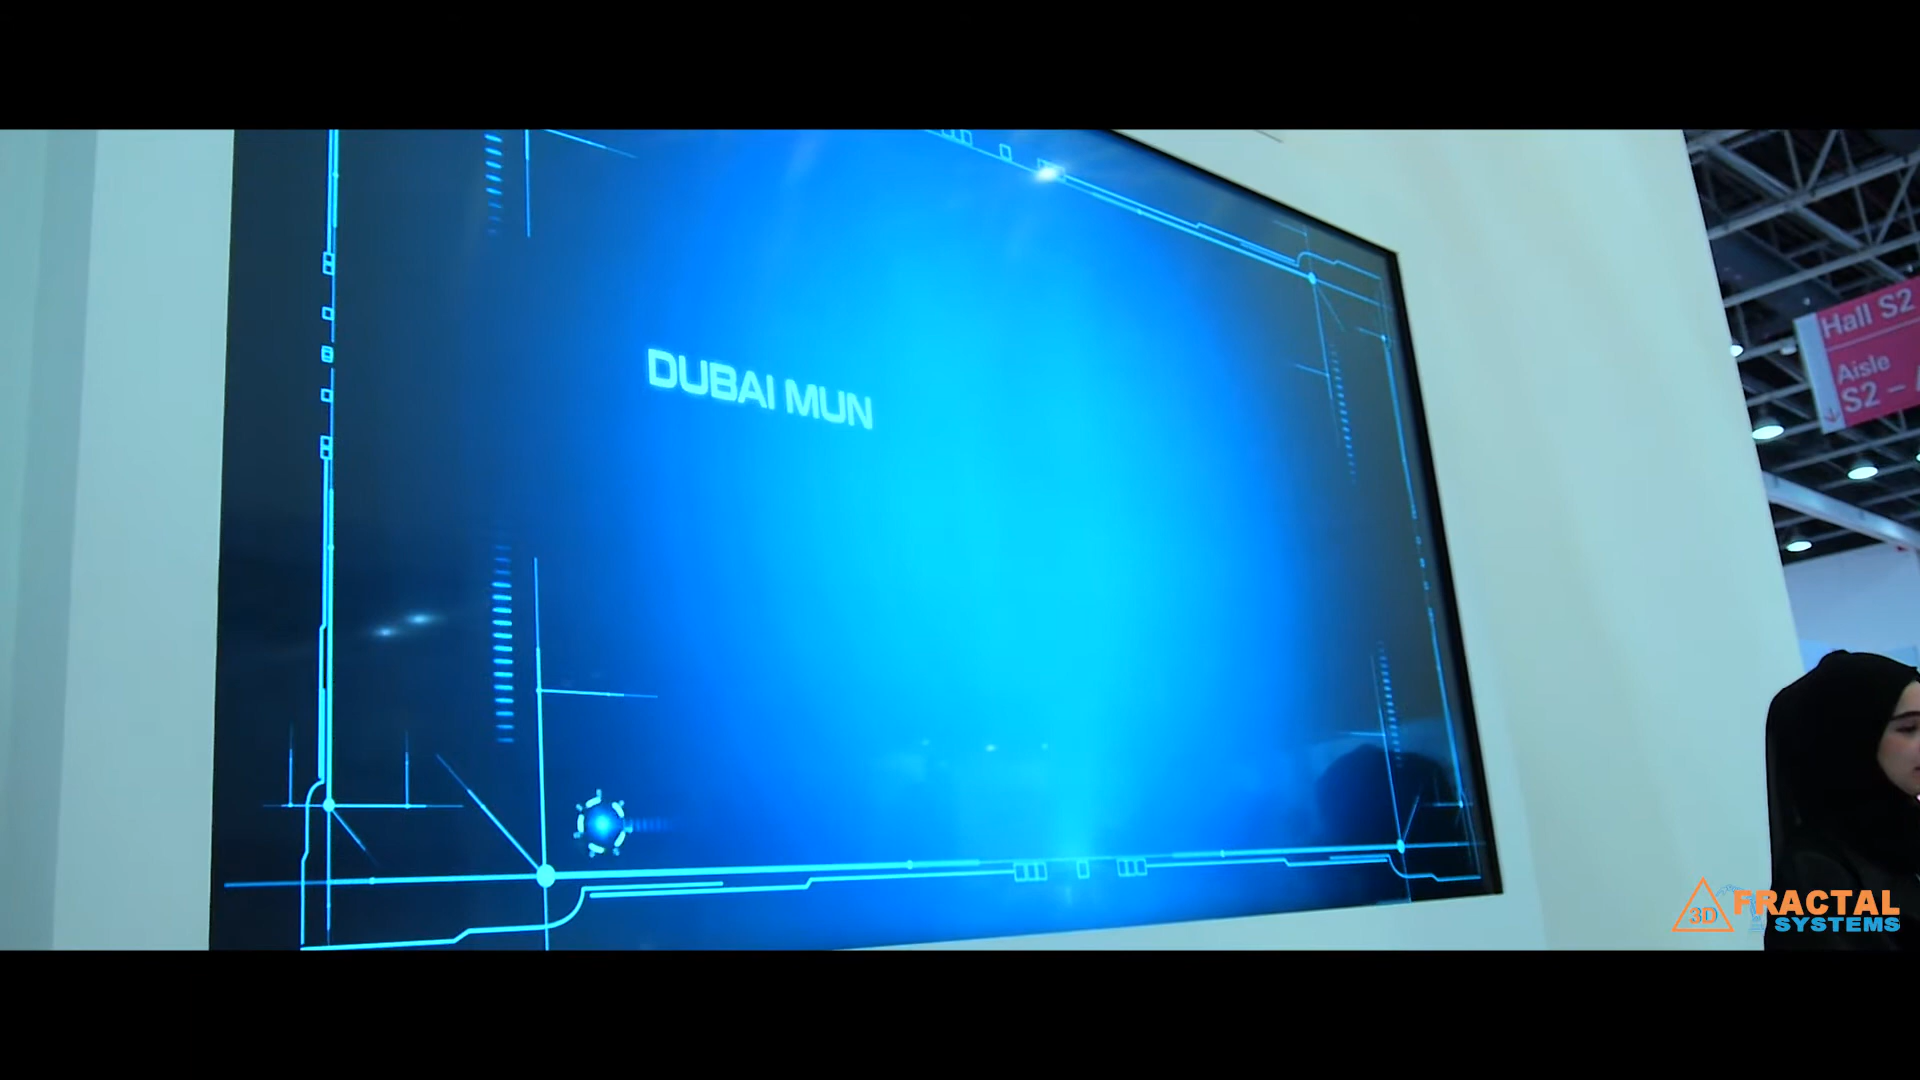 DUBAI MUN
Hall S2
Aisle
S2 -
3D FRACTAL
SYSTEMS